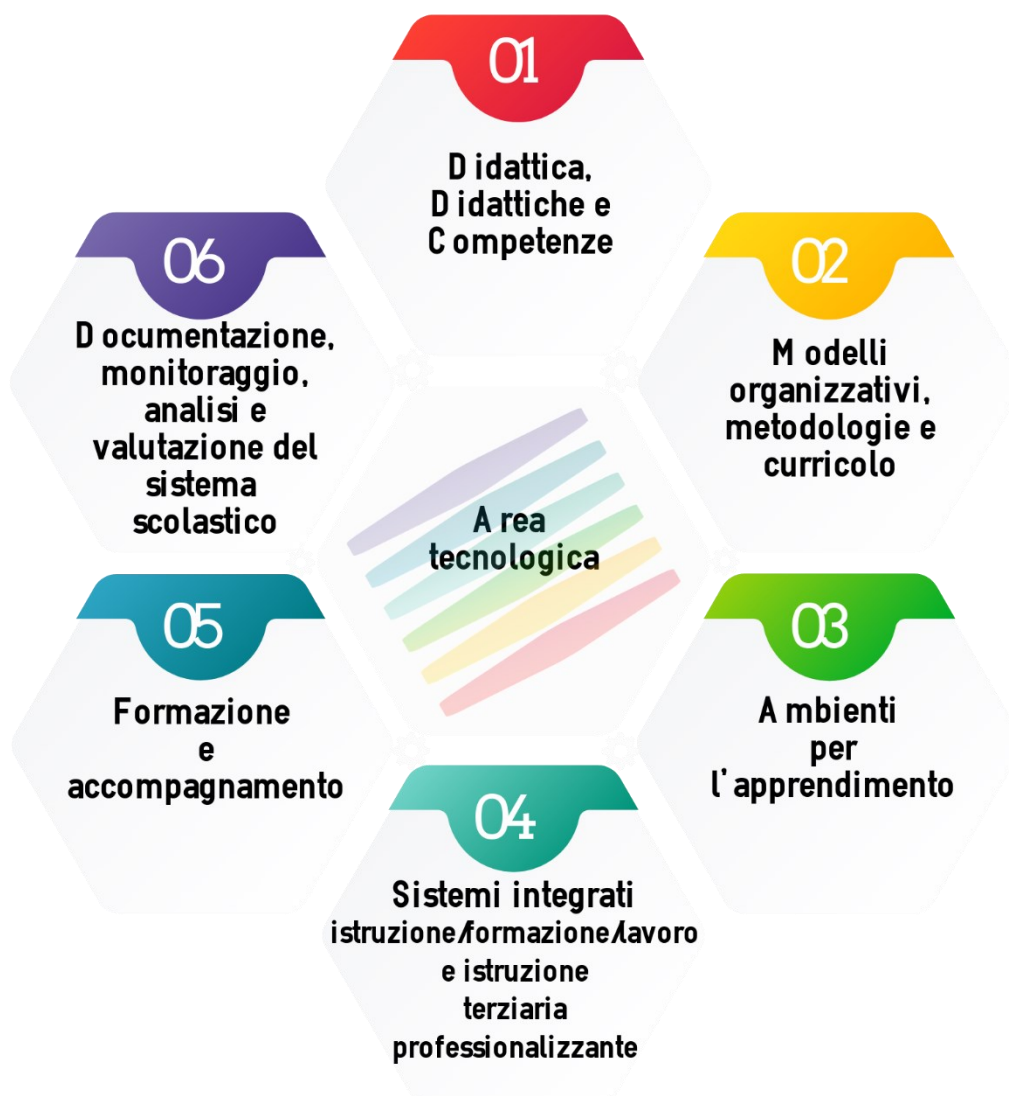 01
Didattica,
Didattiche e
Competenze
02
Modelli
organizzativi,
metodologie e
curricolo
03
Ambienti
per
l'apprendimento
04
Sistemi integrati
istruzione/formazione/lavoro
e istruzione
terziaria
professionalizzante
05
Formazione
e
accompagnamento
06
Documentazione,
monitoraggio,
analisi e
valutazione del
sistema
scolastico
Area
tecnologica